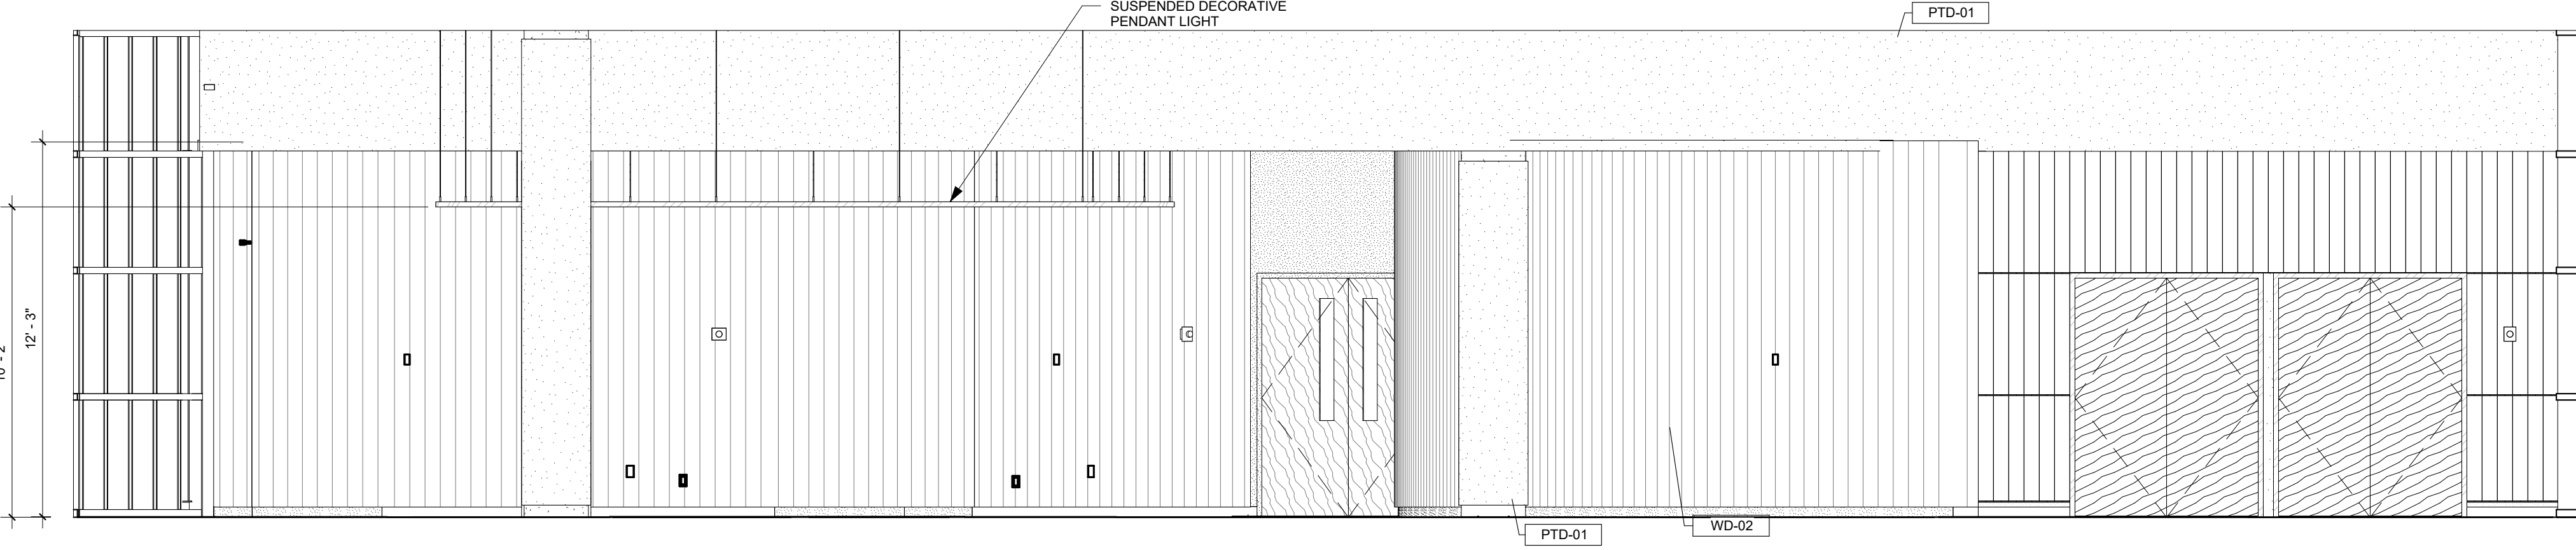 SUSPENDED DECORATIVE
PENDANT LIGHT
PTD-01
12' - 3"
PTD-01
WD-02